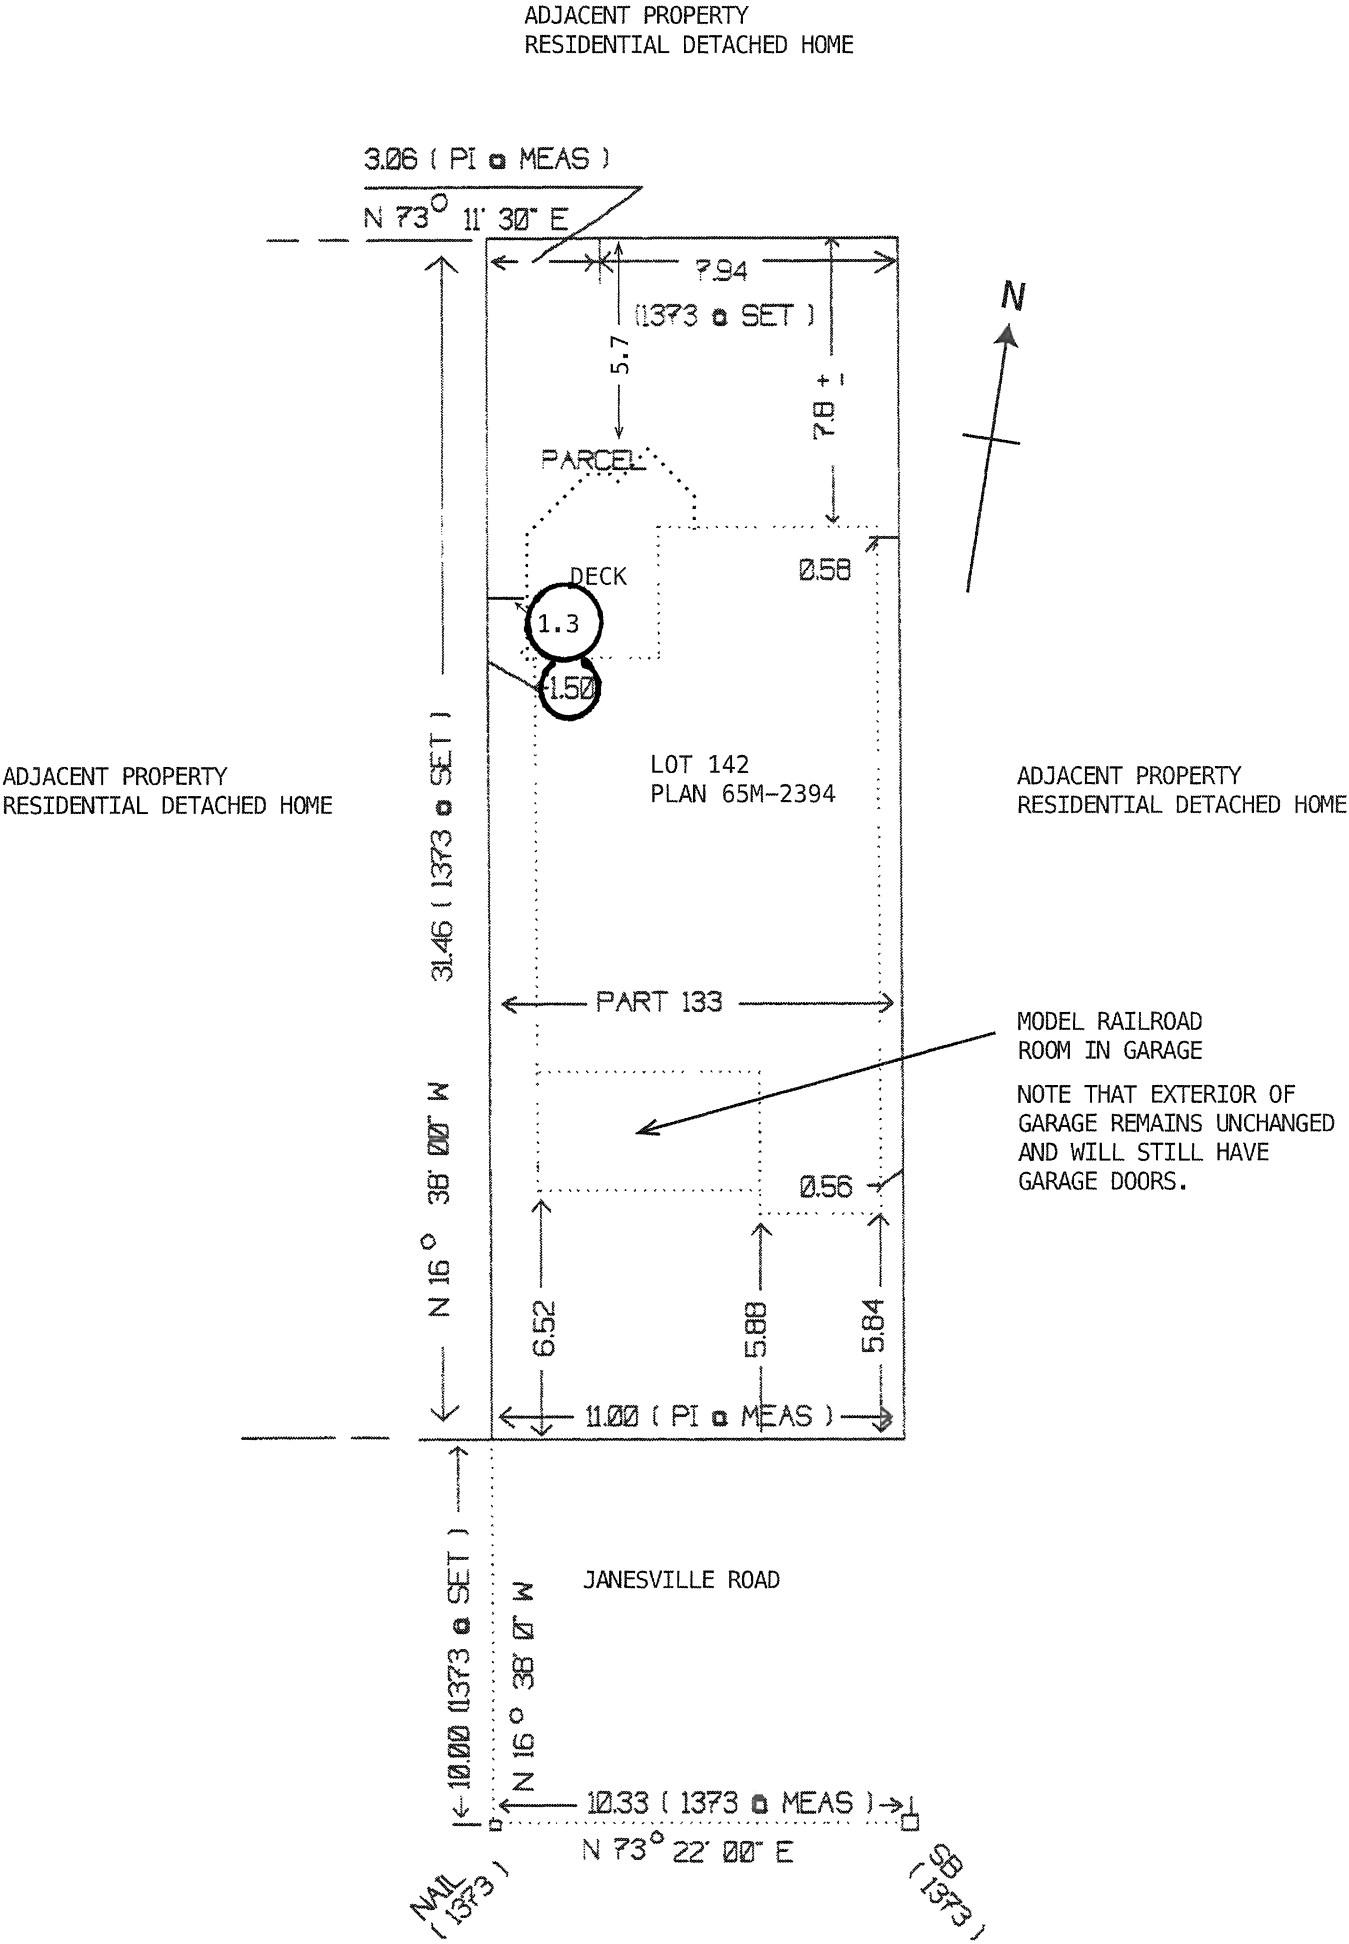 ADJACENT PROPERTY
RESIDENTIAL DETACHED HOME
3.06 ( PI a MEAS )
N 73° 11' 30" E
7.94
(1373 a SET )
N
5.7
7.8 ±
PARCEL
0.58
DECK
1.3
1.50
LOT 142
PLAN 65M-2394
ADJACENT PROPERTY
RESIDENTIAL DETACHED HOME
ADJACENT PROPERTY
RESIDENTIAL DETACHED HOME
31.46 ( 1373 a SET )
N 16° 38' 00" W
PART 133
MODEL RAILROAD
ROOM IN GARAGE
NOTE THAT EXTERIOR OF
GARAGE REMAINS UNCHANGED
AND WILL STILL HAVE
GARAGE DOORS.
0.56
6.52
5.88
5.84
11.00 ( PI a MEAS )
JANESVILLE ROAD
10.00 (1373 a SET )
N 16° 38' 0" W
10.33 ( 1373 a MEAS )
N 73° 22' 00" E
NAIL
( 1373 )
SB
( 1373 )